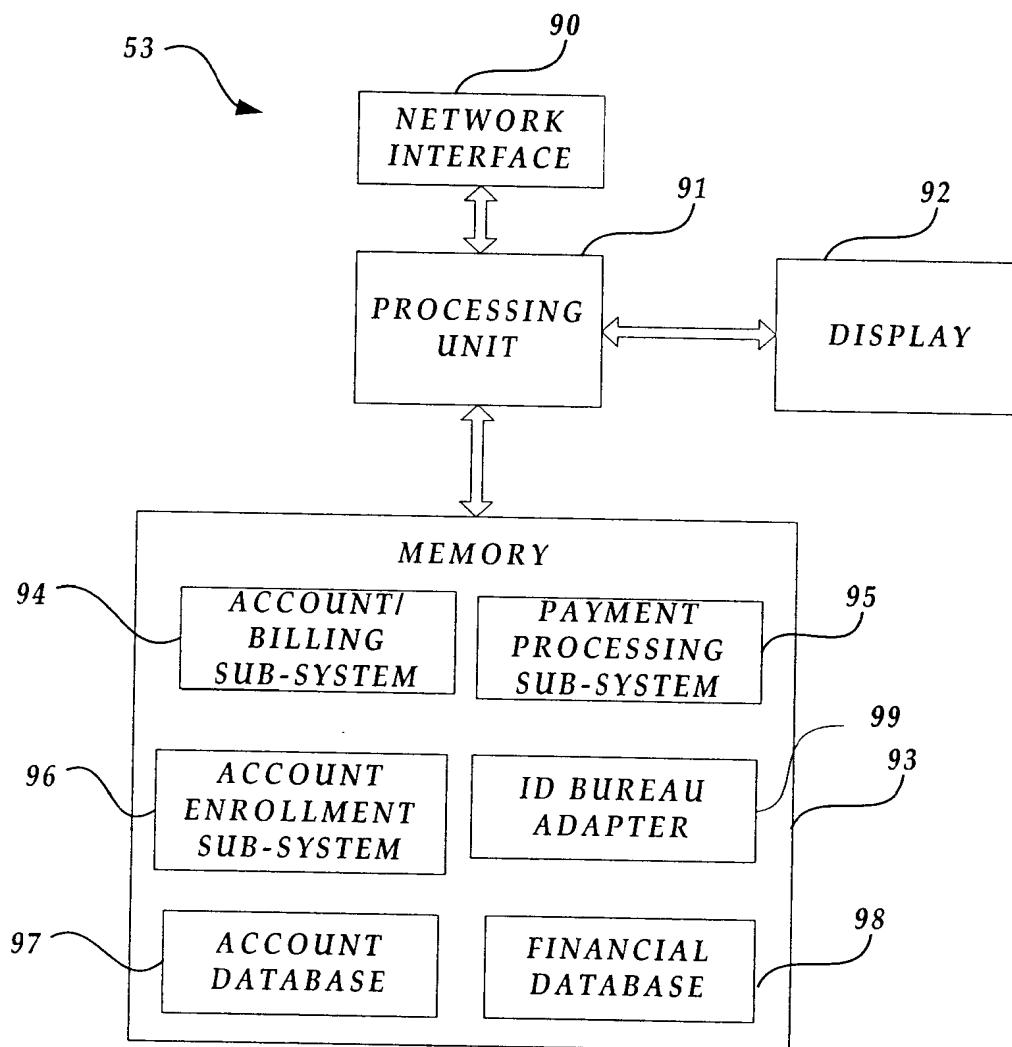 90
53
NETWORK
INTERFACE
91
92
PROCESSING
UNIT
DISPLAY
MEMORY
94
ACCOUNT/
BILLING
SUB-SYSTEM
PAYMENT
PROCESSING
SUB-SYSTEM
95
99
93
96
ACCOUNT
ENROLLMENT
SUB-SYSTEM
ID BUREAU
ADAPTER
97
ACCOUNT
DATABASE
FINANCIAL
DATABASE
98